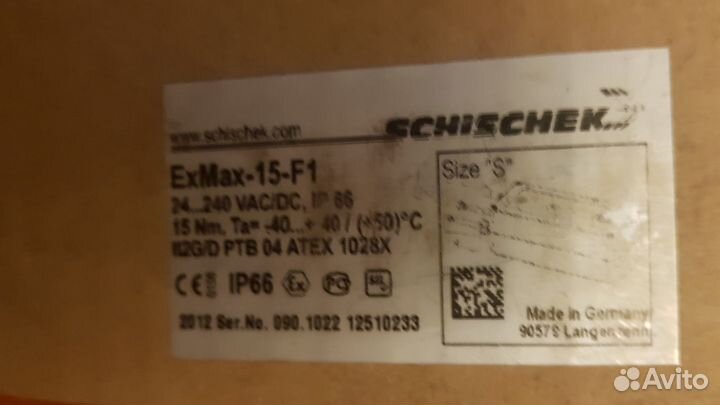 www.schischek.com
SCHISCHEK
ExMax-15-F1
Size "S"
24...240 VAC/DC, IP 66
15 Nm, Ta= -40...+ 40 / (+50)°C
II2G/D PTB 04 ATEX 1028X
CE IP66 Ex
2012 Ser.No. 090.1022 12510233
Made in Germany
90579 Langenzenn
Avito